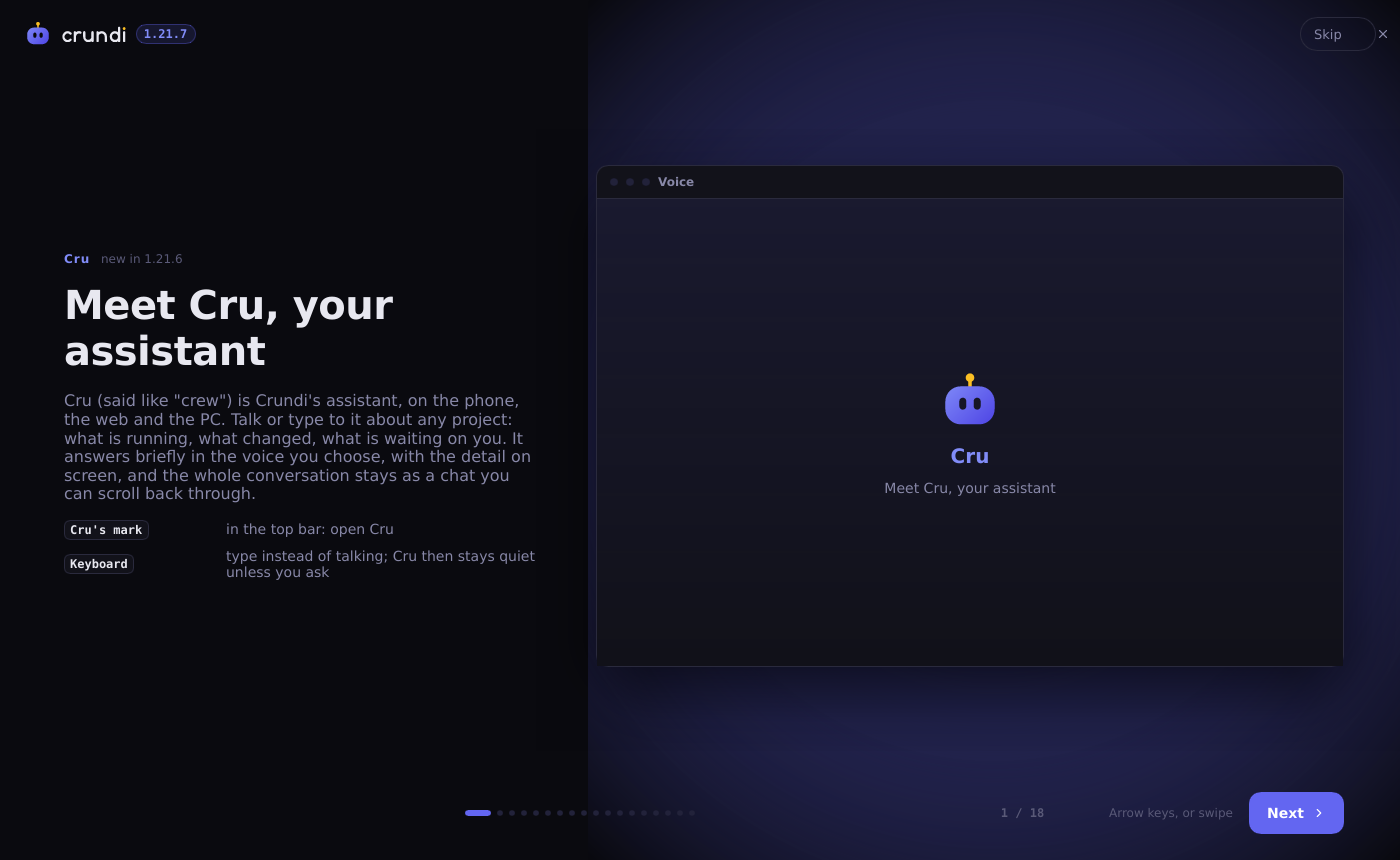 crundi 1.21.7
Skip ×
Voice
Cru new in 1.21.6
Meet Cru, your
assistant
Cru (said like "crew") is Crundi's assistant, on the phone,
the web and the PC. Talk or type to it about any project:
what is running, what changed, what is waiting on you. It
answers briefly in the voice you choose, with the detail on
screen, and the whole conversation stays as a chat you
can scroll back through.
Cru's mark in the top bar: open Cru
Keyboard type instead of talking; Cru then stays quiet
unless you ask
Cru
Meet Cru, your assistant
1 / 18
Arrow keys, or swipe
Next